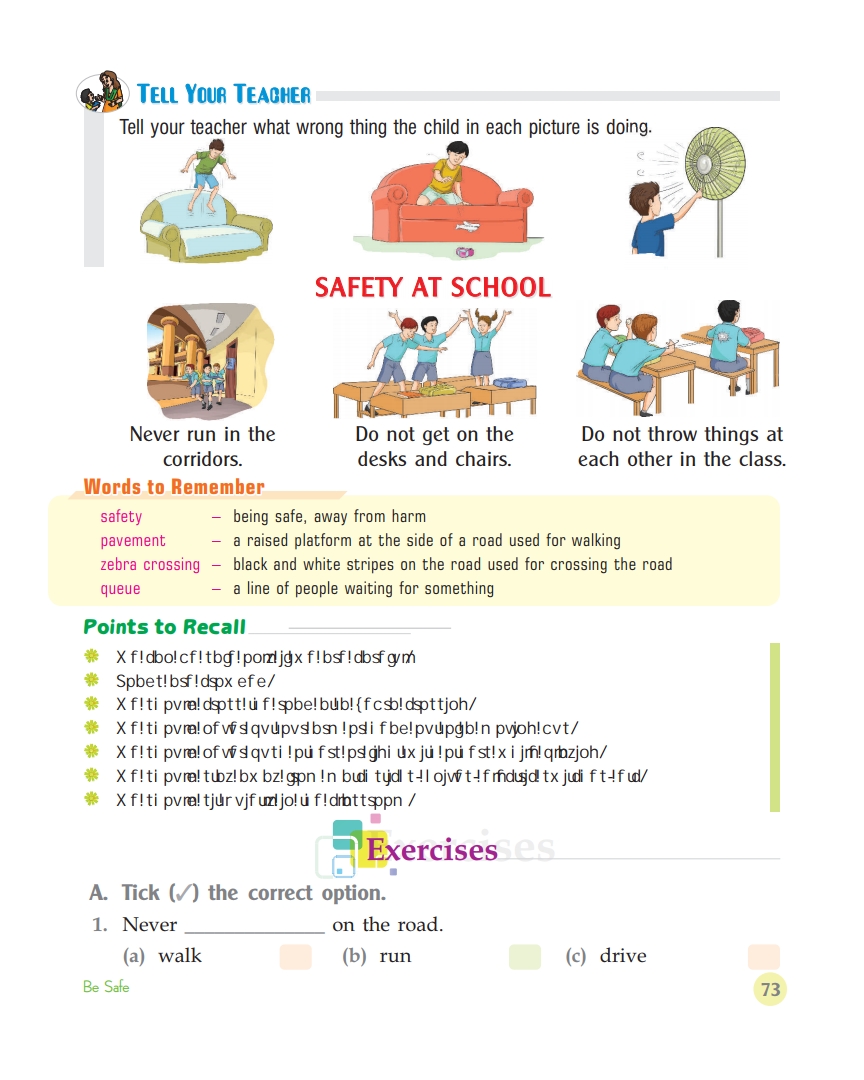 TELL YOUR TEACHER
Tell your teacher what wrong thing the child in each picture is doing.
SAFETY AT SCHOOL
Never run in the
corridors.
Do not get on the
desks and chairs.
Do not throw things at
each other in the class.
Words to Remember
safety – being safe, away from harm
pavement – a raised platform at the side of a road used for walking
zebra crossing – black and white stripes on the road used for crossing the road
queue – a line of people waiting for something
Points to Recall
X f!dbo!cf!tbgf!pomz!jg!x f!bsf!dbsfgvm/
Spbet!bsf!dspx efe/
X f!ti pvme!dsptt!ui f!spbe!bu!b!{fcsb!dspttjoh/
X f!ti pvme!ofwfs!qvu!pvs!bsn !ps!i fbe!pvu!pg!b!n pwjoh!cvt/
X f!ti pvme!ofwfs!qvti !pui fst!ps!gjhi u!x jui !pui fst!x i jmf!qmbzjoh/
X f!ti pvme!tubz!bx bz!gspn !n budi tujdl t-!l ojwft-!fmfdusjd!tx judi ft-!fud/
X f!ti pvme!tju!r vjfumz!jo!ui f!dmbttsppn /
Exercises
A. Tick (✓) the correct option.
1. Never ______________ on the road.
(a) walk (b) run (c) drive
Be Safe
73